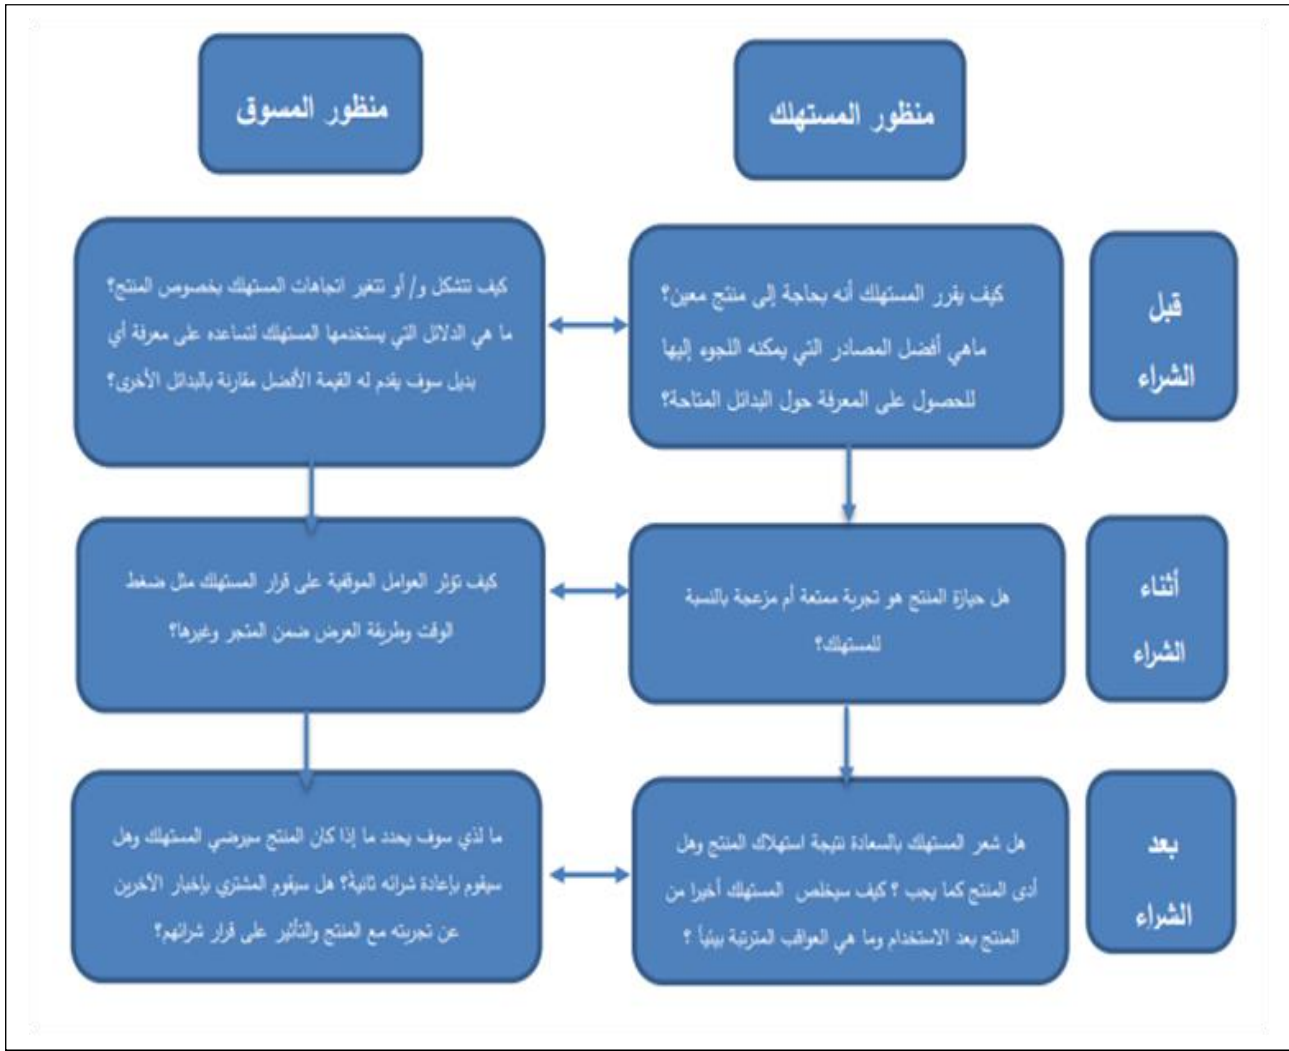 منظور المستهلك
منظور المسوق
قبل
الشراء
كيف يقرر المستهلك أنه بحاجة إلى منتج معين؟
ماهي أفضل المصادر التي يمكنه اللجوء إليها
للحصول على المعرفة حول البدائل المتاحة؟
كيف تتشكل و/ أو تتغير اتجاهات المستهلك بخصوص المنتج؟
ما هي الدلائل التي يستخدمها المستهلك لتساعده على معرفة أي
بديل سوف يقدم له القيمة الأفضل مقارنة بالبدائل الأخرى؟
أثناء
الشراء
هل حيازة المنتج هو تجربة ممتعة أم مزعجة بالنسبة
للمستهلك؟
كيف تؤثر العوامل الموقفية على قرار المستهلك مثل ضغط
الوقت وطريقة العرض ضمن المتجر وغيرها؟
بعد
الشراء
هل شعر المستهلك بالسعادة نتيجة استهلاك المنتج وهل
أدى المنتج كما يجب ؟ كيف سيخلص المستهلك أخيرا من
المنتج بعد الاستخدام وما هي العواقب المترتبة بيئياً ؟
ما لذي سوف يحدد ما إذا كان المنتج سيرضي المستهلك وهل
سيقوم بإعادة شرائه ثانيةً؟ هل سيقوم المشتري بإخبار الآخرين
عن تجربته مع المنتج والتأثير على قرار شرائهم؟